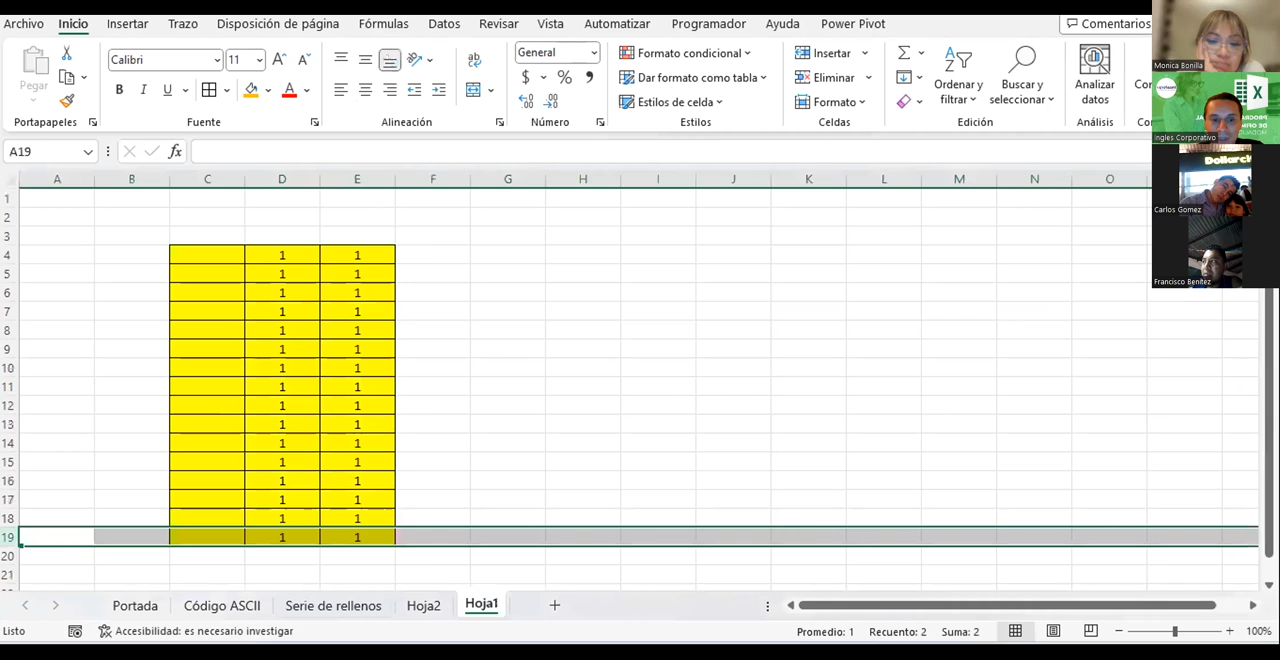 Archivo Inicio Insertar Trazo Disposición de página Fórmulas Datos Revisar Vista Automatizar Programador Ayuda Power Pivot Comentarios
Pegar
Portapapeles
Calibri 11
N K S
Fuente
Alineación
General
$ % 9
Número
Formato condicional
Dar formato como tabla
Estilos de celda
Estilos
Insertar
Eliminar
Formato
Celdas
Ordenar y
filtrar
Buscar y
seleccionar
Edición
Analizar
datos
Análisis
A19 fx
A B C D E F G H I J K L M N O
1
2
3
4 1 1
5 1 1
6 1 1
7 1 1
8 1 1
9 1 1
10 1 1
11 1 1
12 1 1
13 1 1
14 1 1
15 1 1
16 1 1
17 1 1
18 1 1
19 1 1
20
21
Portada Código ASCII Serie de rellenos Hoja2 Hoja1
Listo Accesibilidad: es necesario investigar Promedio: 1 Recuento: 2 Suma: 2 100%
Monica Bonilla
Ingles Corporativo
Carlos Gomez
Francisco Benítez